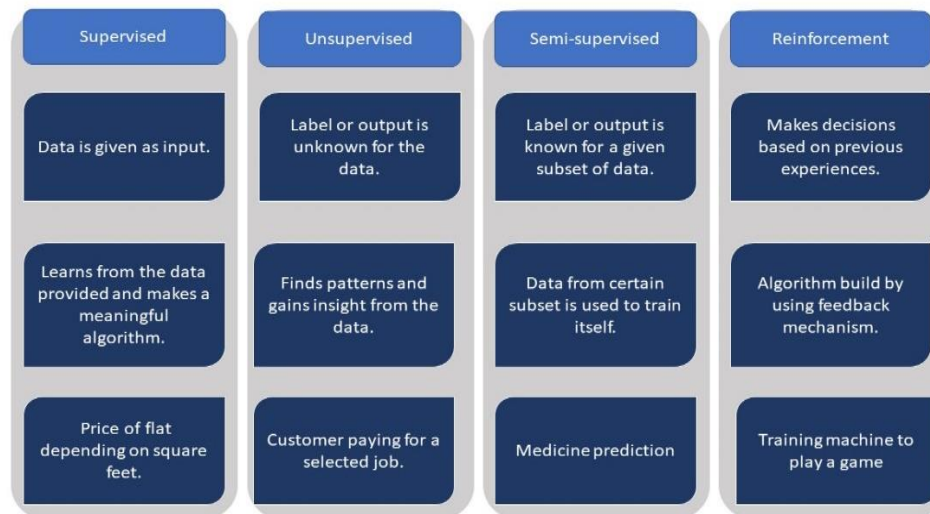 Supervised
Data is given as input.
Learns from the data
provided and makes a
meaningful
algorithm.
Price of flat
depending on square
feet.
Unsupervised
Label or output is
unknown for the
data.
Finds patterns and
gains insight from the
data.
Customer paying for a
selected job.
Semi-supervised
Label or output is
known for a given
subset of data.
Data from certain
subset is used to train
itself.
Medicine prediction
Reinforcement
Makes decisions
based on previous
experiences.
Algorithm build by
using feedback
mechanism.
Training machine to
play a game